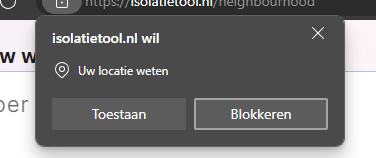 https://isolatietool.nl/neighbourhood
isolatietool.nl wil
Uw locatie weten
Toestaan
Blokkeren